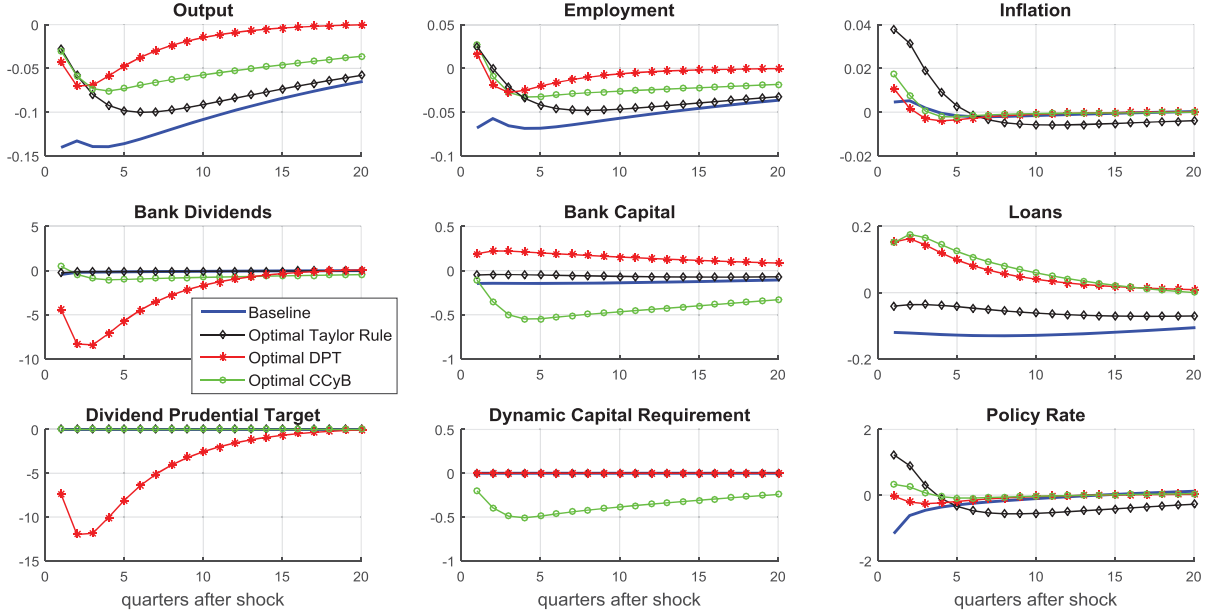 Output Employment Inflation
0 0.05 0.04
-0.05 0 0.02
-0.1 -0.05 0
-0.15 -0.1 -0.02
0 5 10 15 20 0 5 10 15 20 0 5 10 15 20
Bank Dividends Bank Capital Loans
5 0.5 0.2
0 0 0
-5 -0.5
-10 -1 -0.2
5 0 5 10 15 20 0 5 10 15 20
Baseline
Optimal Taylor Rule
Optimal DPT
Optimal CCyB
Dividend Prudential Target Dynamic Capital Requirement Policy Rate
0 0.5 2
-5 0 0
-10 -0.5
-15 -1 -2
0 5 10 15 20 0 5 10 15 20 0 5 10 15 20
quarters after shock quarters after shock quarters after shock